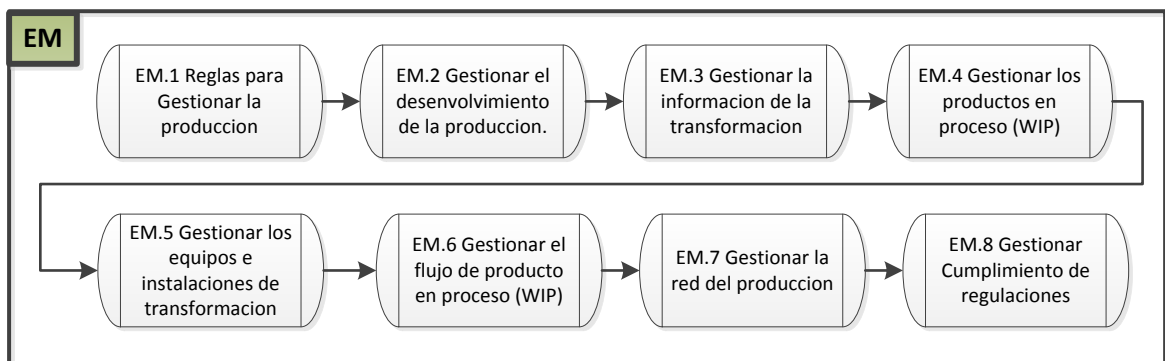 EM
EM.1 Reglas para
Gestionar la
produccion
EM.2 Gestionar el
desenvolvimiento
de la produccion.
EM.3 Gestionar la
informacion de la
transformacion
EM.4 Gestionar los
productos en
proceso (WIP)
EM.5 Gestionar los
equipos e
instalaciones de
transformacion
EM.6 Gestionar el
flujo de producto
en proceso (WIP)
EM.7 Gestionar la
red del produccion
EM.8 Gestionar
Cumplimiento de
regulaciones